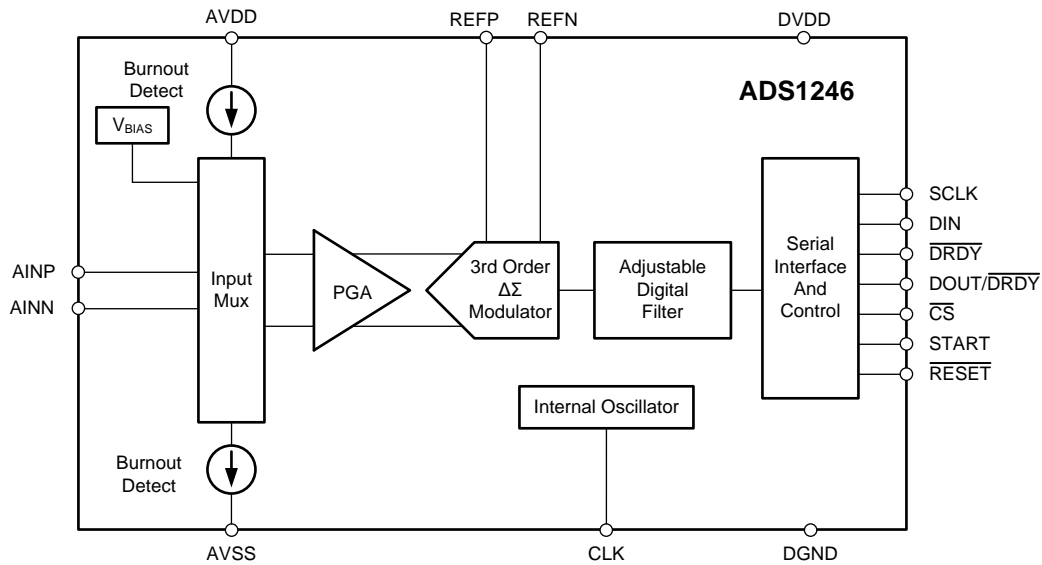 AVDD
REFP
REFN
DVDD
Burnout
Detect
ADS1246
VBIAS
AINP
AINN
Input
Mux
PGA
3rd Order
ΔΣ
Modulator
Adjustable
Digital
Filter
Serial
Interface
And
Control
SCLK
DIN
DRDY
DOUT/DRDY
CS
START
RESET
Internal Oscillator
Burnout
Detect
AVSS
CLK
DGND